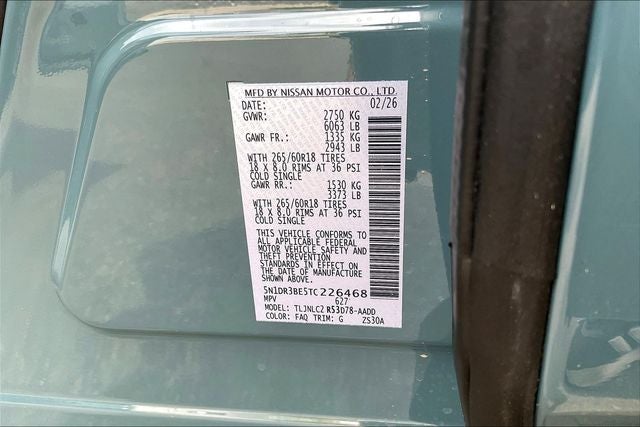 MFD BY NISSAN MOTOR CO., LTD.
DATE: 02/26
GVWR: 2750 KG
6063 LB
GAWR FR.: 1335 KG
2943 LB
WITH 265/60R18 TIRES
18 X 8.0 RIMS AT 36 PSI
COLD SINGLE
GAWR RR.: 1530 KG
3373 LB
WITH 265/60R18 TIRES
18 X 8.0 RIMS AT 36 PSI
COLD SINGLE
THIS VEHICLE CONFORMS TO
ALL APPLICABLE FEDERAL
MOTOR VEHICLE SAFETY AND
THEFT PREVENTION
STANDARDS IN EFFECT ON
THE DATE OF MANUFACTURE
SHOWN ABOVE.
5N1DR3BE5TC226468
MPV 627
MODEL: TLJNLCZ R53D78-AADD
COLOR: FAQ TRIM: G ZS30A